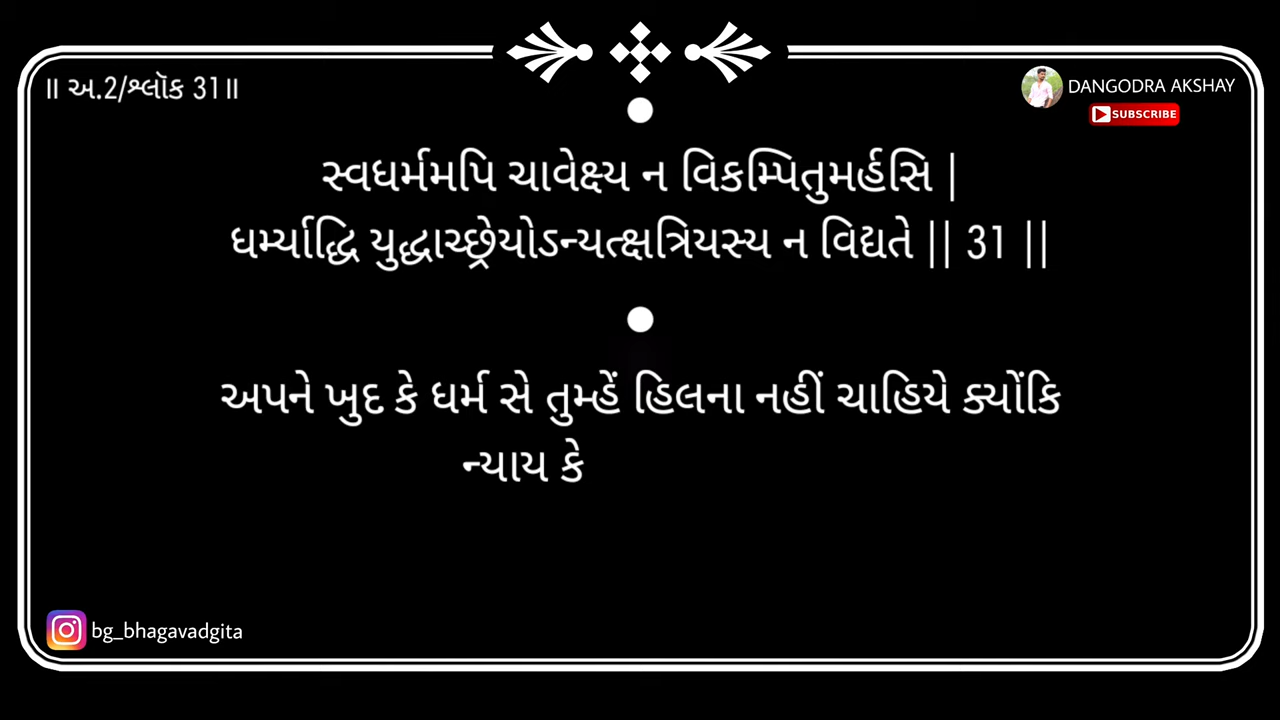 ॥ અ.2/શ્લૉક 31॥
DANGODRA AKSHAY
SUBSCRIBE
સ્વધર્મમપિ ચાવેક્ષ્ય ન વિકમ્પિતુમર્હસિ |
ધર્મ્યાદ્ધિ યુદ્ધાચ્છ્રેયોઽન્યત્ક્ષત્રિયસ્ય ન વિદ્યતે || 31 ||
અપને ખુદ કે ધર્મ સે તુમ્હેં હિલના નહીં ચાહિયે ક્યોંકિ
ન્યાય કે
bg_bhagavadgita